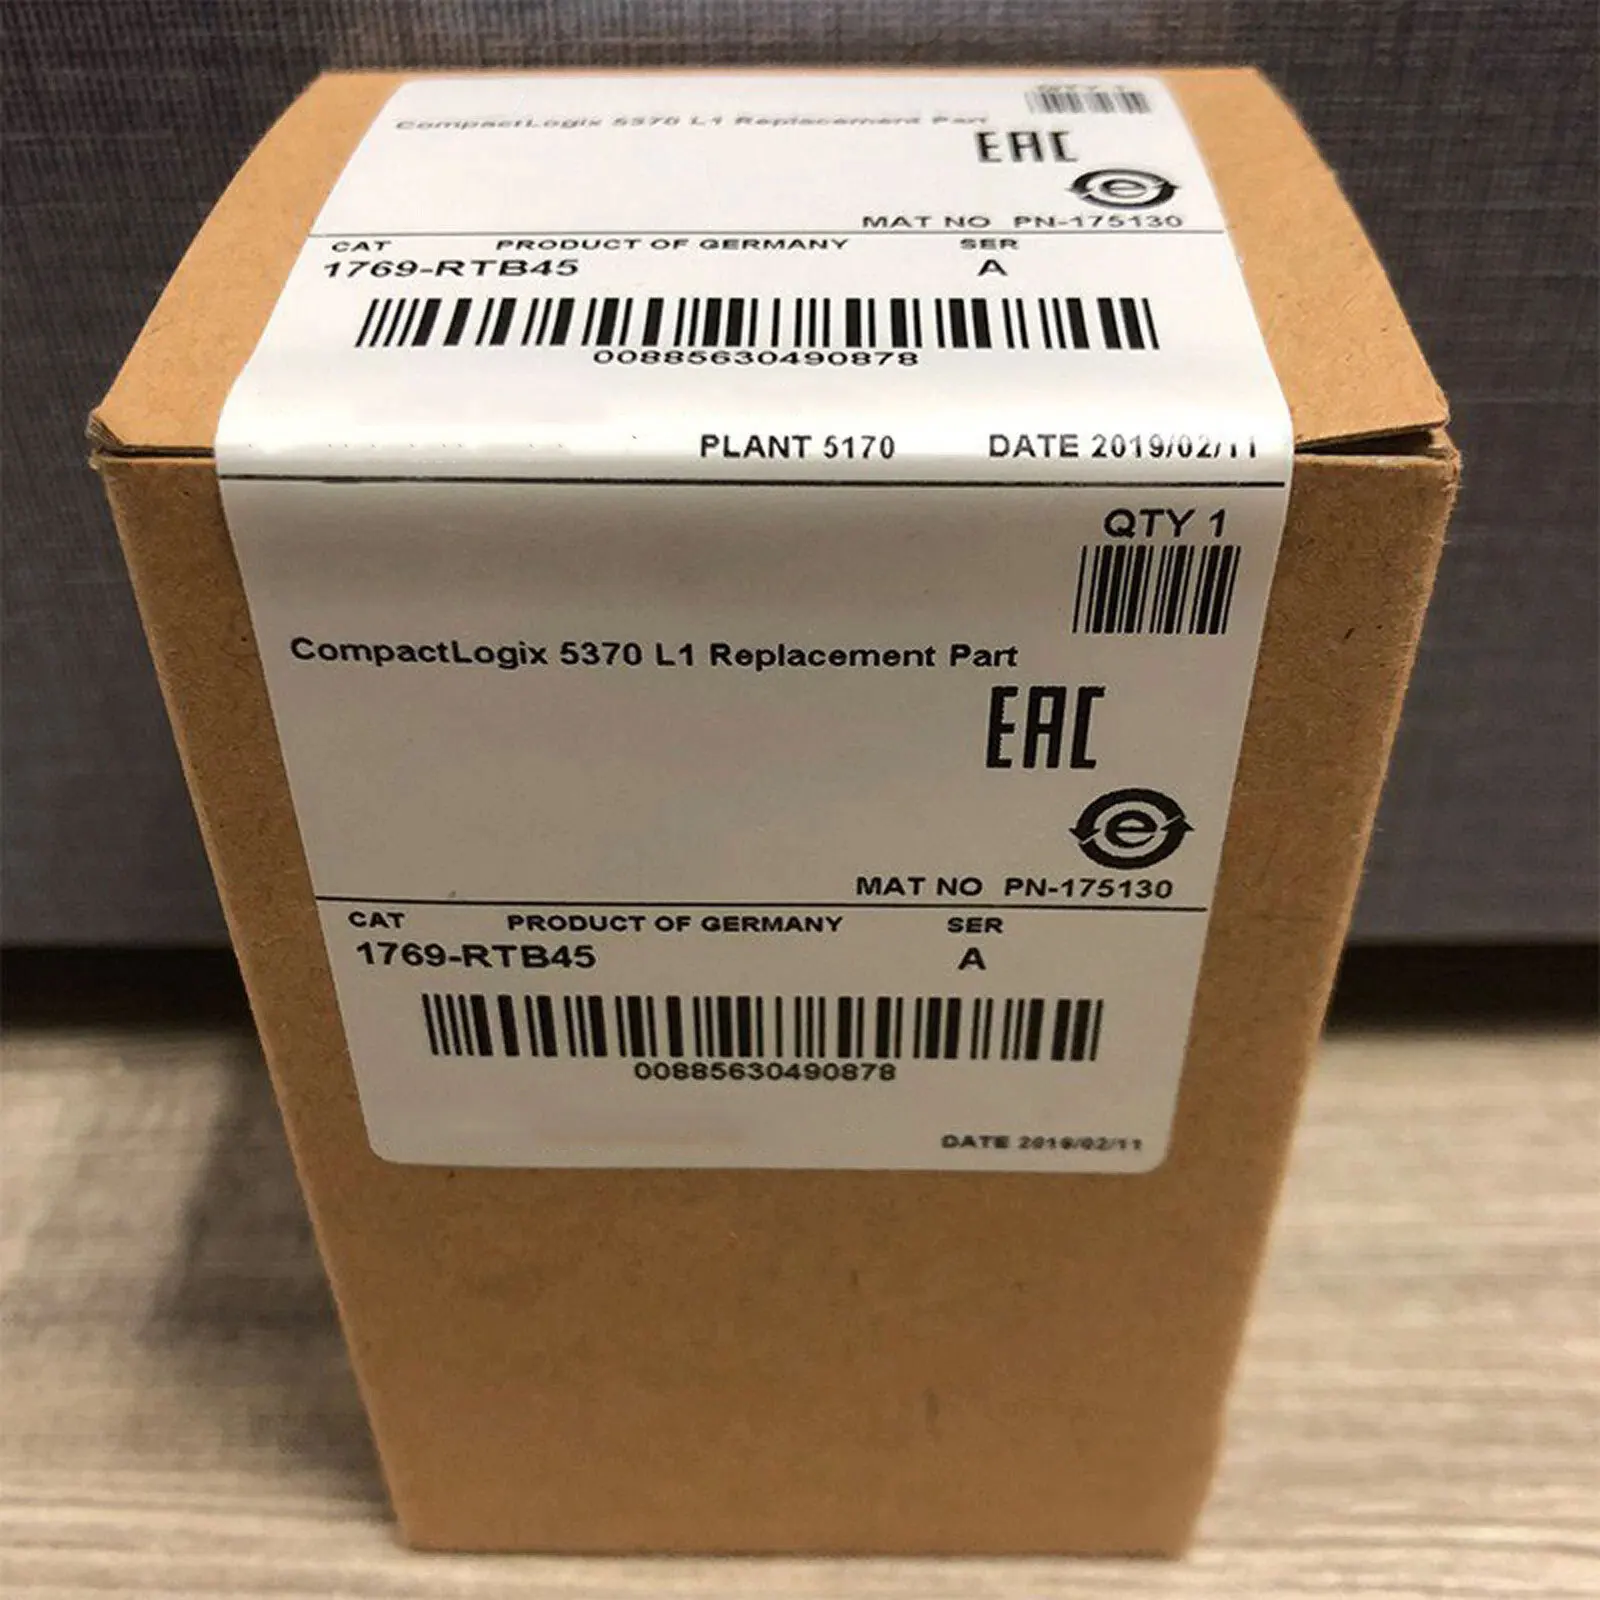 QTY 1
CompactLogix 5370 L1 Replacement Part
EAC
e
MAT NO PN-175130
CAT PRODUCT OF GERMANY SER
1769-RTB45 A
00885630490878
PLANT 5170 DATE 2019/02/11
QTY 1
CompactLogix 5370 L1 Replacement Part
EAC
e
MAT NO PN-175130
CAT PRODUCT OF GERMANY SER
1769-RTB45 A
00885630490878
DATE 2019/02/11